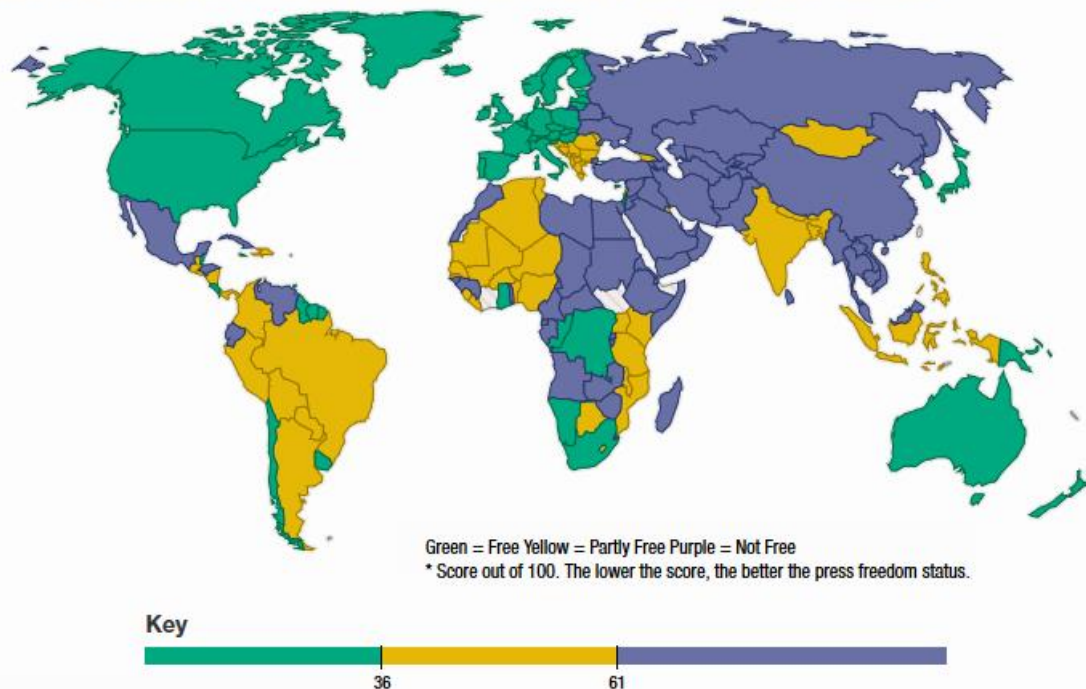 Green = Free Yellow = Partly Free Purple = Not Free
* Score out of 100. The lower the score, the better the press freedom status.
Key
36 61